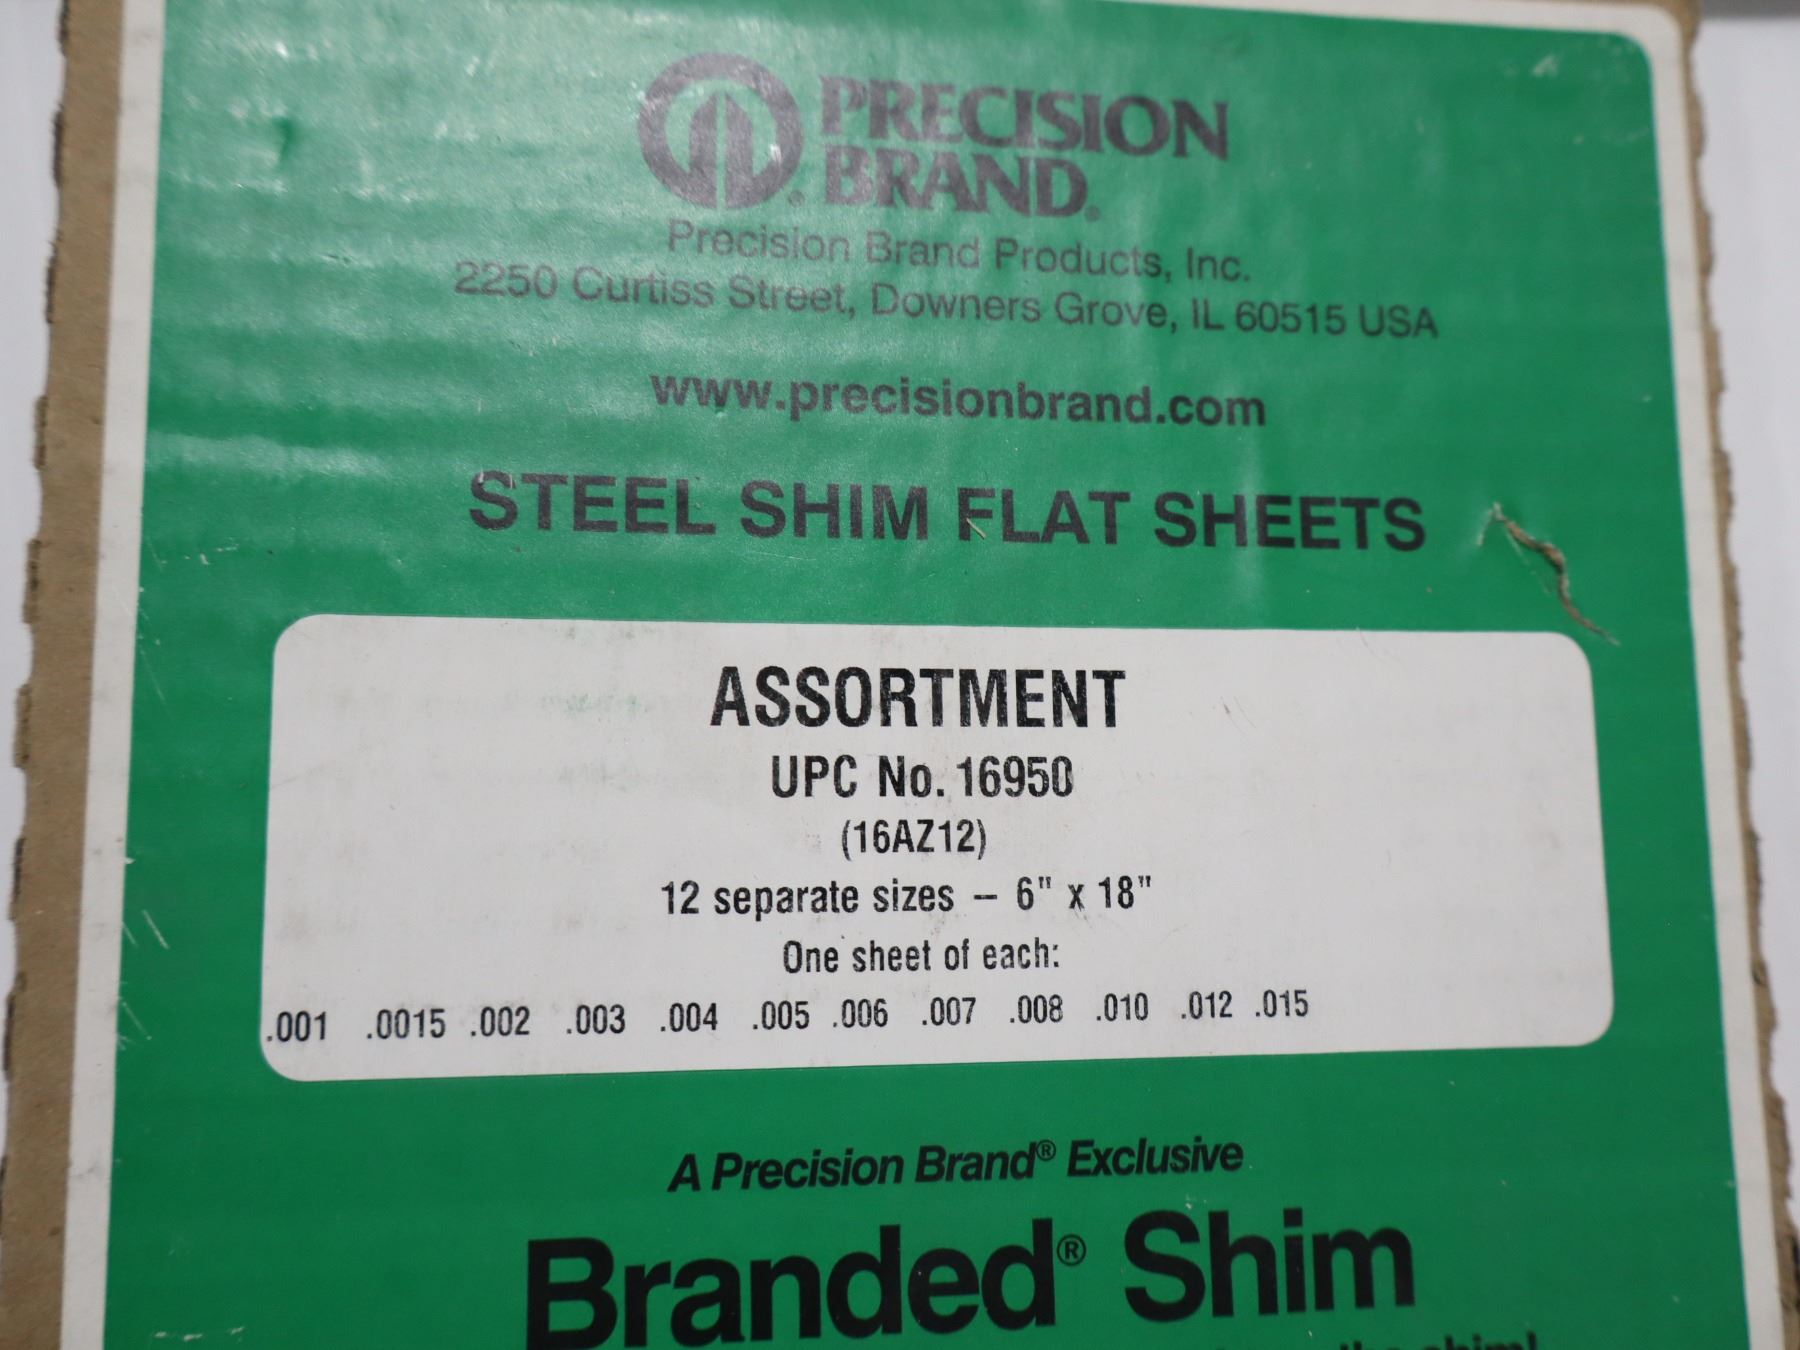 PRECISION
BRAND®
Precision Brand Products, Inc.
2250 Curtiss Street, Downers Grove, IL 60515 USA
www.precisionbrand.com
STEEL SHIM FLAT SHEETS
ASSORTMENT
UPC No. 16950
(16AZ12)
12 separate sizes – 6" x 18"
One sheet of each:
.001 .0015 .002 .003 .004 .005 .006 .007 .008 .010 .012 .015
A Precision Brand® Exclusive
Branded® Shim
the shim!